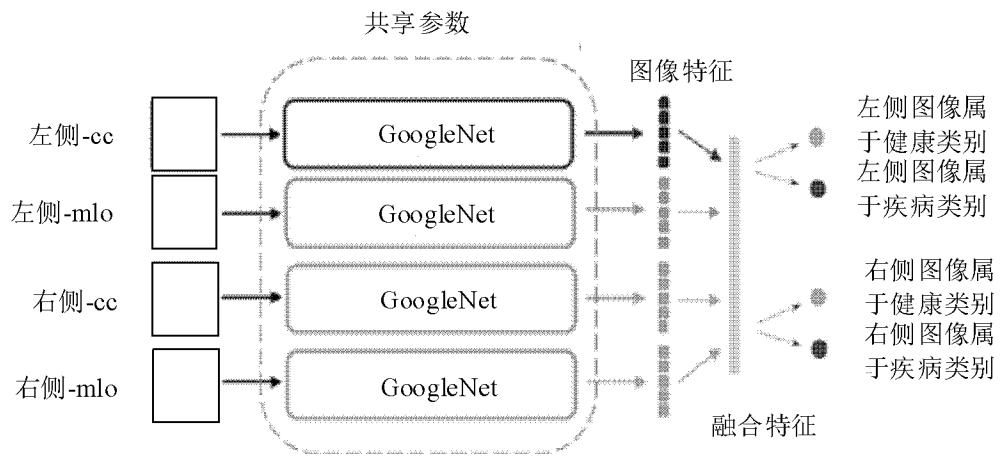 共享参数
图像特征
左侧-cc
GoogleNet
左侧图像属
于健康类别
左侧图像属
于疾病类别
左侧-mlo
GoogleNet
右侧-cc
GoogleNet
右侧图像属
于健康类别
右侧图像属
于疾病类别
右侧-mlo
GoogleNet
融合特征